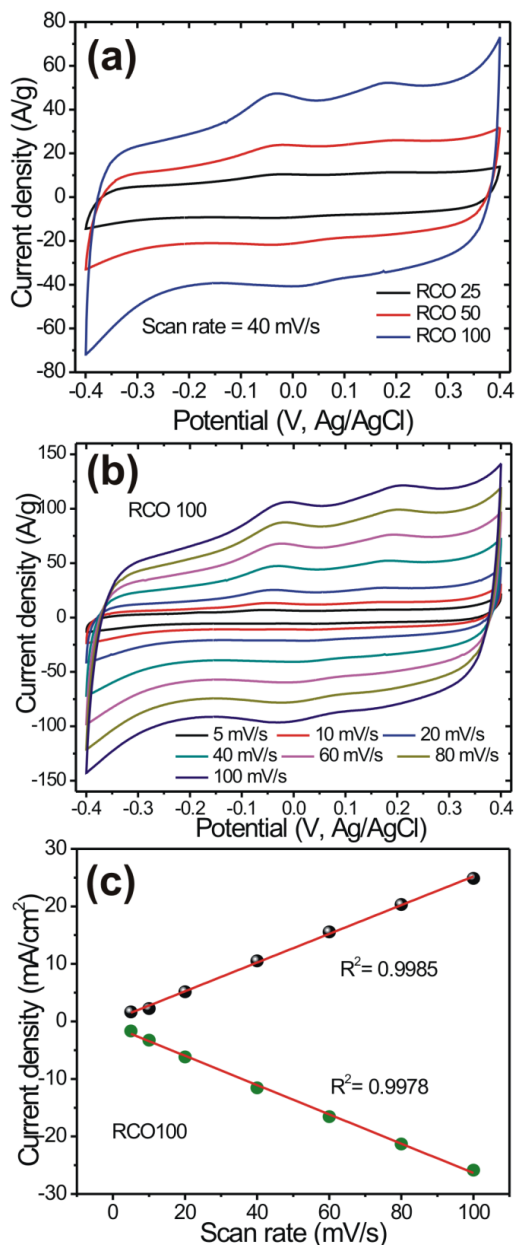 (a)
80
60
40
20
0
-20
-40
-60
-80
Current density (A/g)
RCO 25
RCO 50
RCO 100
Scan rate = 40 mV/s
-0.4 -0.3 -0.2 -0.1 0.0 0.1 0.2 0.3 0.4
Potential (V, Ag/AgCl)
(b)
150
100
50
0
-50
-100
-150
Current density (A/g)
RCO 100
5 mV/s 10 mV/s 20 mV/s
40 mV/s 60 mV/s 80 mV/s
100 mV/s
-0.4 -0.3 -0.2 -0.1 0.0 0.1 0.2 0.3 0.4
Potential (V, Ag/AgCl)
(c)
30
20
10
0
-10
-20
-30
Current density (mA/cm²)
R²= 0.9985
R²= 0.9978
RCO100
0 20 40 60 80 100
Scan rate (mV/s)